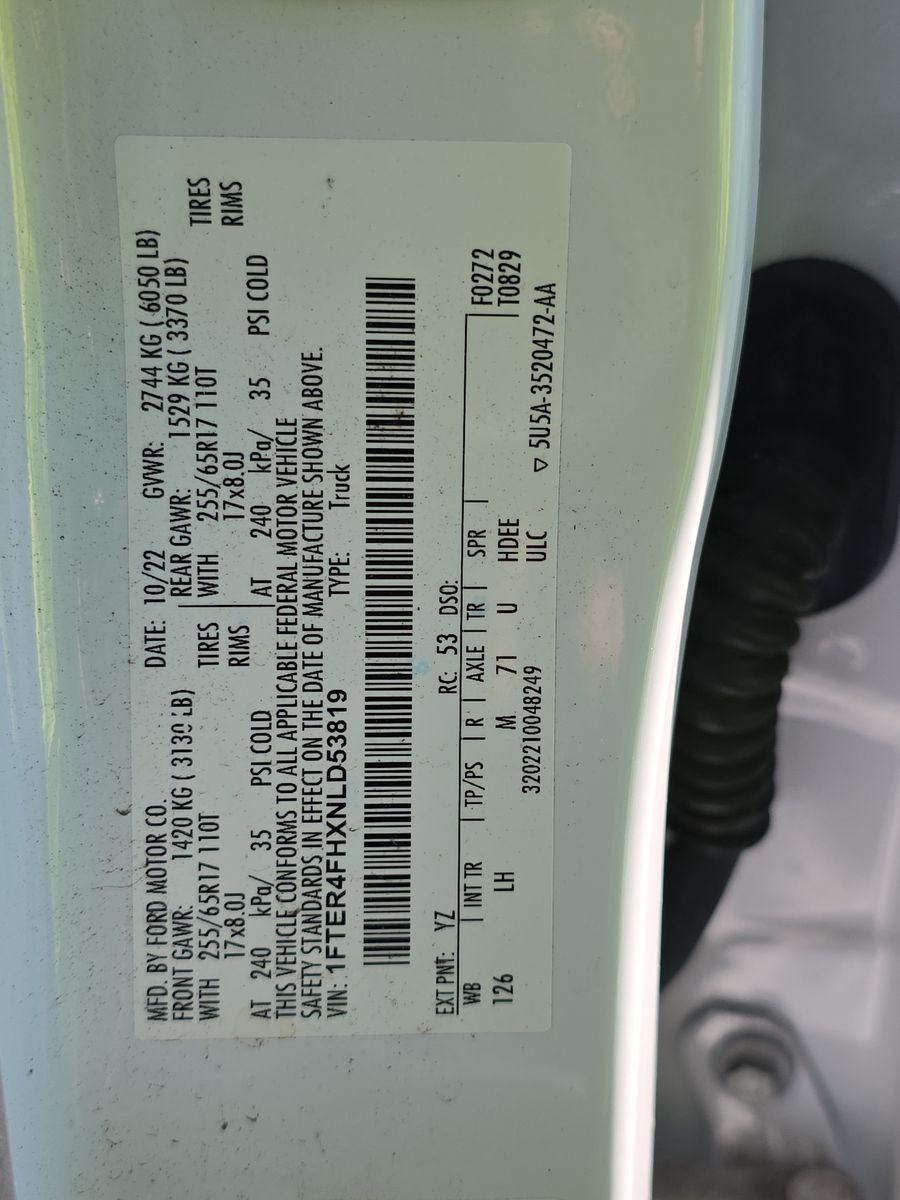 MFD. BY FORD MOTOR CO. DATE: 10/22 GVWR: 2744 KG ( 6050 LB)
FRONT GAWR: 1420 KG ( 3130 LB) REAR GAWR: 1529 KG ( 3370 LB)
WITH 255/65R17 110T TIRES WITH 255/65R17 110T TIRES
17x8.0J RIMS 17x8.0J RIMS
AT 240 kPa/ 35 PSI COLD AT 240 kPa/ 35 PSI COLD
THIS VEHICLE CONFORMS TO ALL APPLICABLE FEDERAL MOTOR VEHICLE
SAFETY STANDARDS IN EFFECT ON THE DATE OF MANUFACTURE SHOWN ABOVE.
VIN: 1FTER4FHXNLD53819 TYPE: Truck
EXT PNT: YZ RC: 53 DSO:
WB INT TR TP/PS R AXLE TR SPR F0272
126 LH M 71 U HDEE T0829
3202210048249 ULC
▽ 5U5A-3520472-AA